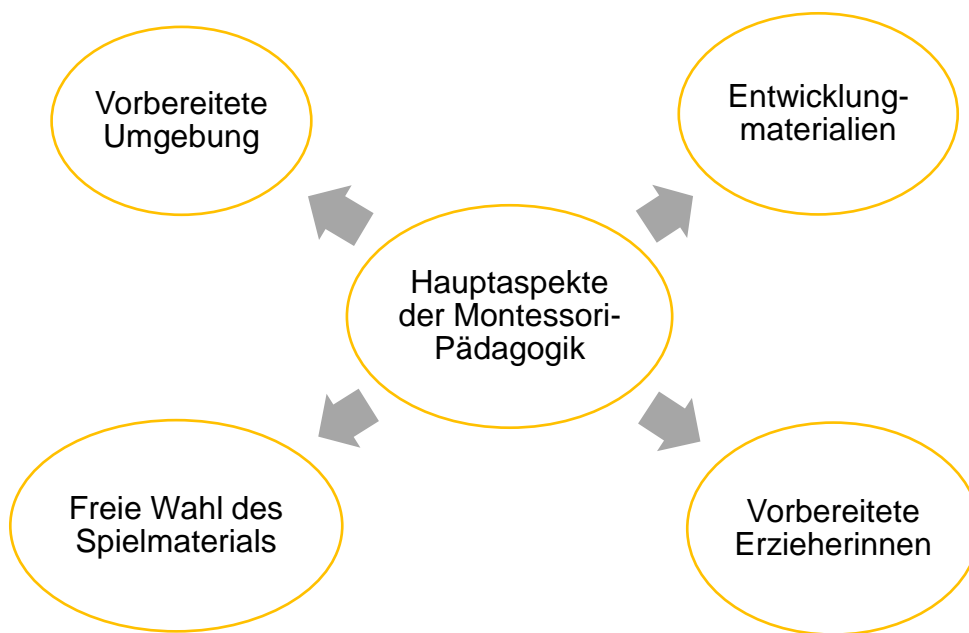 Vorbereitete
Umgebung
Entwicklung-
materialien
Hauptaspekte
der Montessori-
Pädagogik
Freie Wahl des
Spielmaterials
Vorbereitete
Erzieherinnen